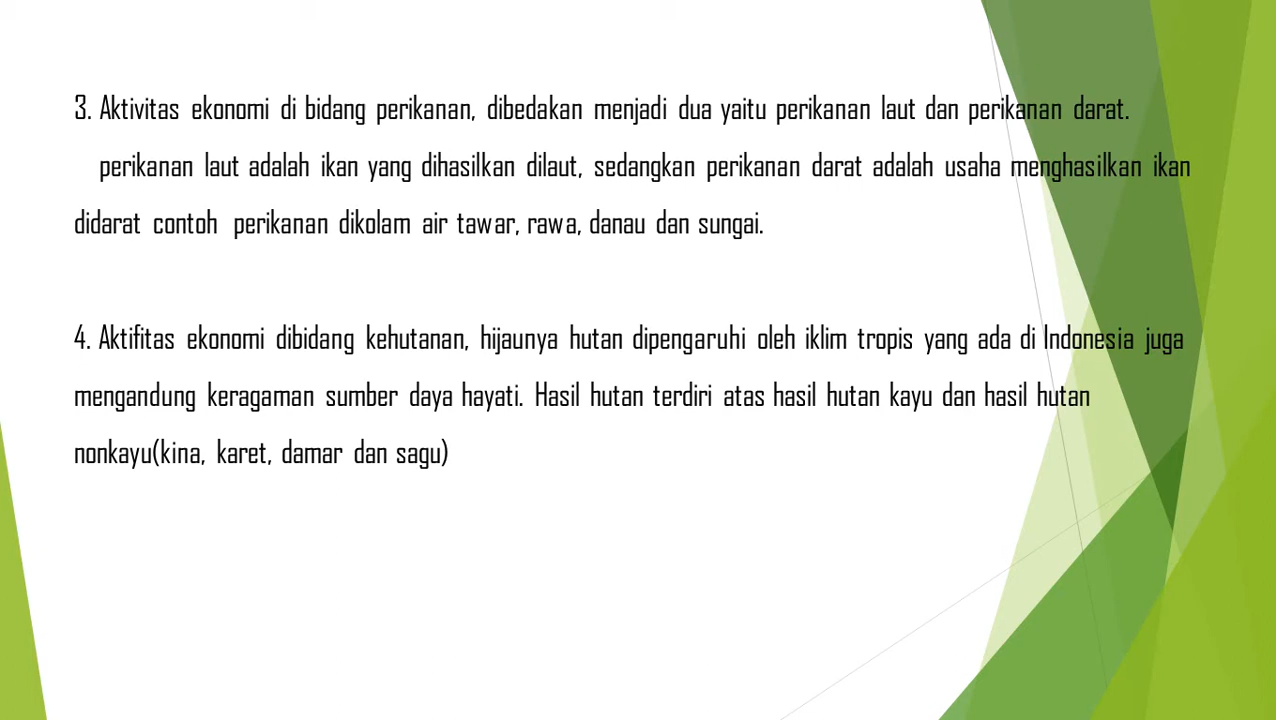 3. Aktivitas ekonomi di bidang perikanan, dibedakan menjadi dua yaitu perikanan laut dan perikanan darat.
perikanan laut adalah ikan yang dihasilkan dilaut, sedangkan perikanan darat adalah usaha menghasilkan ikan
didarat contoh perikanan dikolam air tawar, rawa, danau dan sungai.
4. Aktifitas ekonomi dibidang kehutanan, hijaunya hutan dipengaruhi oleh iklim tropis yang ada di Indonesia juga
mengandung keragaman sumber daya hayati. Hasil hutan terdiri atas hasil hutan kayu dan hasil hutan
nonkayu(kina, karet, damar dan sagu)